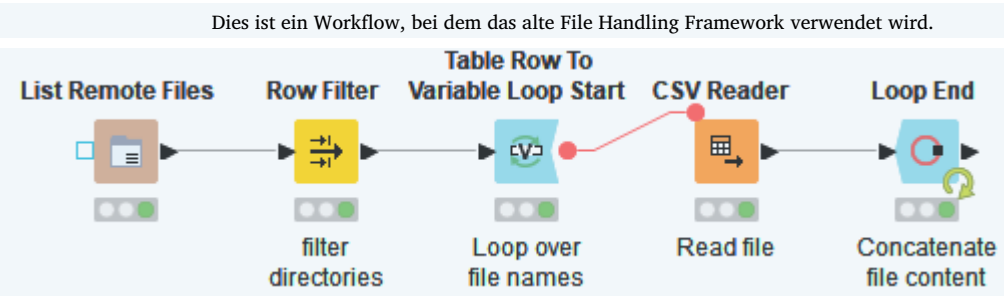 Dies ist ein Workflow, bei dem das alte File Handling Framework verwendet wird.
List Remote Files
Row Filter
Table Row To
Variable Loop Start
CSV Reader
Loop End
V
filter
directories
Loop over
file names
Read file
Concatenate
file content